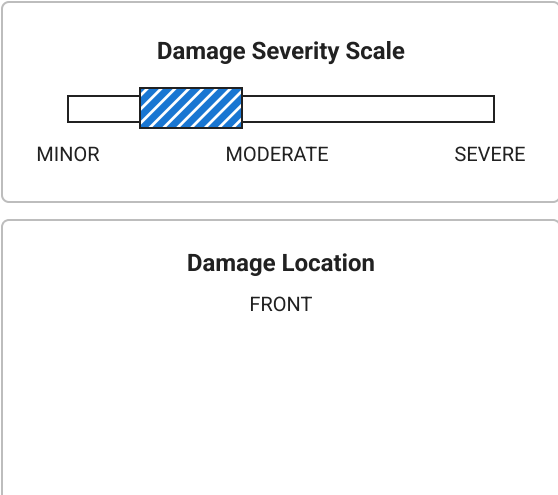 Damage Severity Scale
MINOR MODERATE SEVERE
Damage Location
FRONT